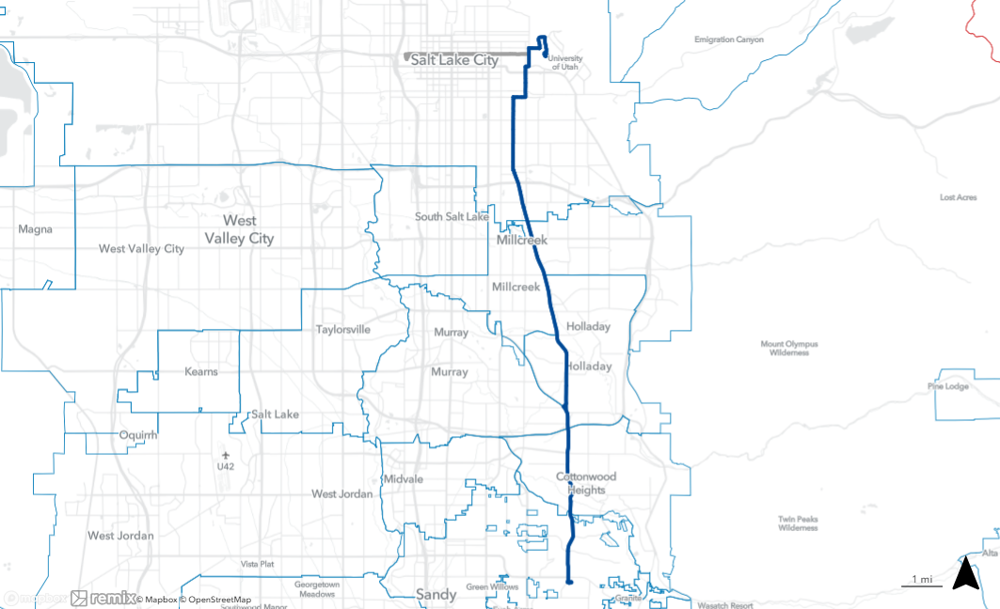 Emigration Canyon
Salt Lake City
University
of Utah
Lost Acres
South Salt Lake
West
Valley City
Magna
West Valley City
Millcreek
Millcreek
Taylorsville
Murray
Holladay
Mount Olympus
Wilderness
Kearns
Murray
Holladay
Pine Lodge
Salt Lake
Oquirrh
U42
Midvale
Cottonwood
Heights
West Jordan
Twin Peaks
Wilderness
West Jordan
Alta
Vista Plat
1 mi
Georgetown
Meadows
Green Willows
Sandy
Granite
mapbox remix © Mapbox © OpenStreetMap
Southwood Manor
Wasatch Resort